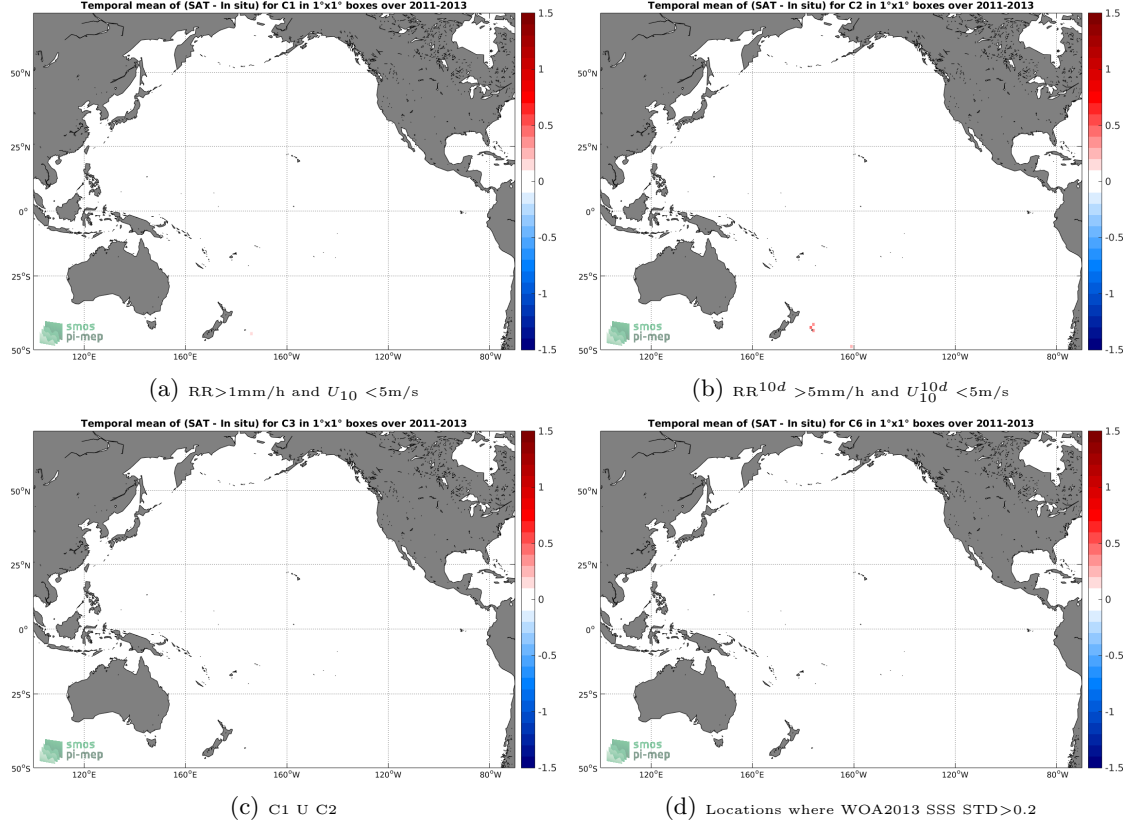 Temporal mean of (SAT - In situ) for C1 in 1°x1° boxes over 2011-2013
50°N
25°N
0°
25°S
50°S
120°E
160°E
160°W
120°W
80°W
1.5
1
0.5
0
-0.5
-1
-1.5
smos
pi-mep
(a) RR>1mm/h and U10 <5m/s
Temporal mean of (SAT - In situ) for C2 in 1°x1° boxes over 2011-2013
50°N
25°N
0°
25°S
50°S
120°E
160°E
160°W
120°W
80°W
1.5
1
0.5
0
-0.5
-1
-1.5
smos
pi-mep
(b) RR10d >5mm/h and U10d10 <5m/s
Temporal mean of (SAT - In situ) for C3 in 1°x1° boxes over 2011-2013
50°N
25°N
0°
25°S
50°S
120°E
160°E
160°W
120°W
80°W
1.5
1
0.5
0
-0.5
-1
-1.5
smos
pi-mep
(c) C1 U C2
Temporal mean of (SAT - In situ) for C6 in 1°x1° boxes over 2011-2013
50°N
25°N
0°
25°S
50°S
120°E
160°E
160°W
120°W
80°W
1.5
1
0.5
0
-0.5
-1
-1.5
smos
pi-mep
(d) Locations where WOA2013 SSS STD>0.2